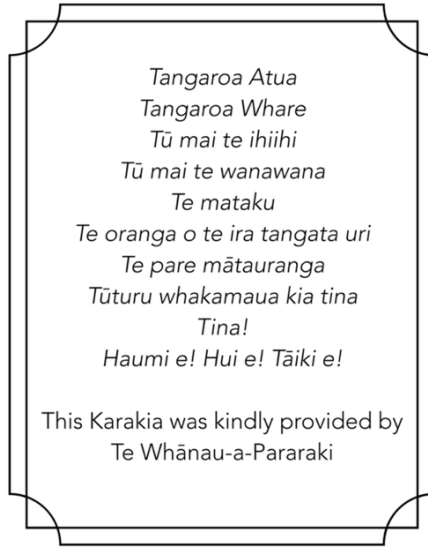 Tangaroa Atua
Tangaroa Whare
Tū mai te ihiihi
Tū mai te wanawana
Te mataku
Te oranga o te ira tangata uri
Te pare mātauranga
Tūturu whakamaua kia tina
Tina!
Haumi e! Hui e! Tāiki e!
This Karakia was kindly provided by
Te Whānau-a-Pararaki